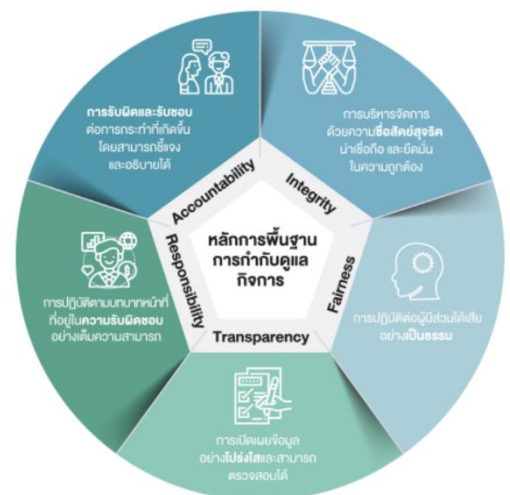 การรับผิดและรับชอบ
ต่อการกระทำที่เกิดขึ้น
โดยสามารถชี้แจง
และอธิบายได้
การบริหารจัดการ
ด้วยความซื่อสัตย์สุจริต
น่าเชื่อถือ และยึดมั่น
ในความถูกต้อง
Accountability
Integrity
หลักการพื้นฐาน
การกำกับดูแล
กิจการ
Responsibility
Fairness
Transparency
การปฏิบัติตามบทบาทหน้าที่
ที่อยู่ในความรับผิดชอบ
อย่างเต็มความสามารถ
การปฏิบัติต่อผู้มีส่วนได้เสีย
อย่างเป็นธรรม
การเปิดเผยข้อมูล
อย่างโปร่งใสและสามารถ
ตรวจสอบได้